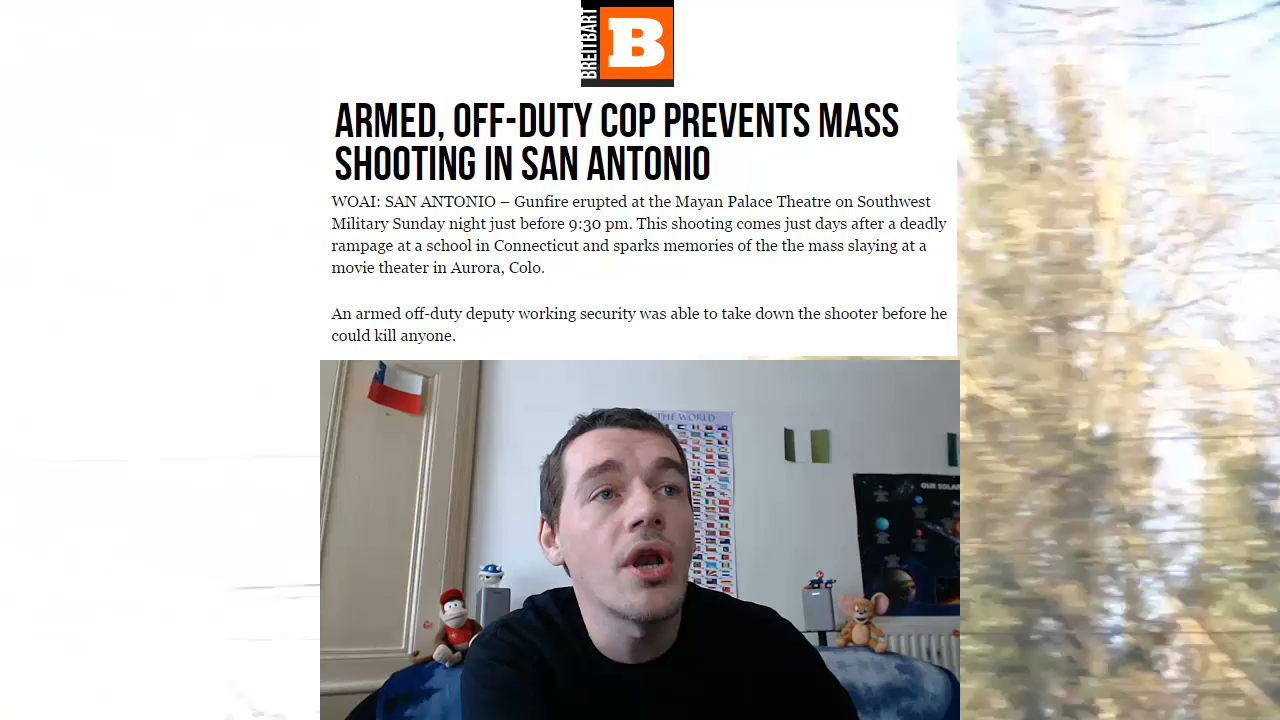 BREITBART
B
ARMED, OFF-DUTY COP PREVENTS MASS
SHOOTING IN SAN ANTONIO
WOAI: SAN ANTONIO – Gunfire erupted at the Mayan Palace Theatre on Southwest
Military Sunday night just before 9:30 pm. This shooting comes just days after a deadly
rampage at a school in Connecticut and sparks memories of the the mass slaying at a
movie theater in Aurora, Colo.
An armed off-duty deputy working security was able to take down the shooter before he
could kill anyone.
THE WORLD
OUR SOLAR